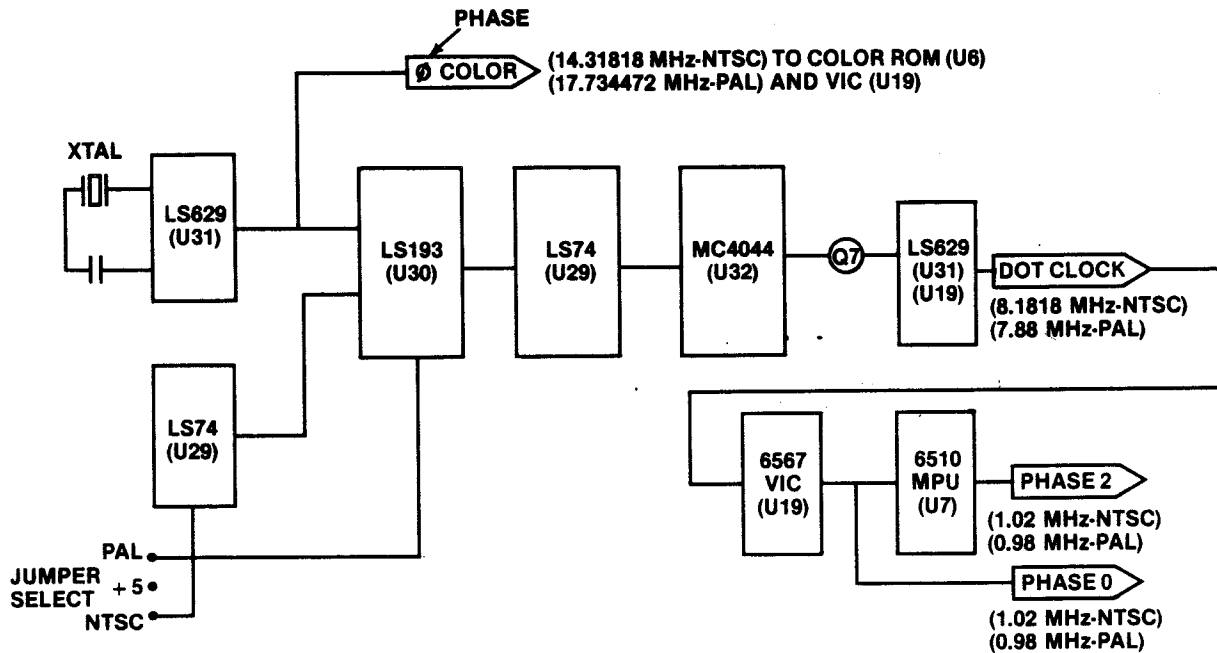 PHASE
Ø COLOR
(14.31818 MHz-NTSC) TO COLOR ROM (U6)
(17.734472 MHz-PAL) AND VIC (U19)
XTAL
LS629
(U31)
LS193
(U30)
LS74
(U29)
MC4044
(U32)
Q7
LS629
(U31)
(U19)
DOT CLOCK
(8.1818 MHz-NTSC)
(7.88 MHz-PAL)
LS74
(U29)
6567
VIC
(U19)
6510
MPU
(U7)
PHASE 2
(1.02 MHz-NTSC)
(0.98 MHz-PAL)
PHASE 0
(1.02 MHz-NTSC)
(0.98 MHz-PAL)
PAL
JUMPER
SELECT
+5
NTSC